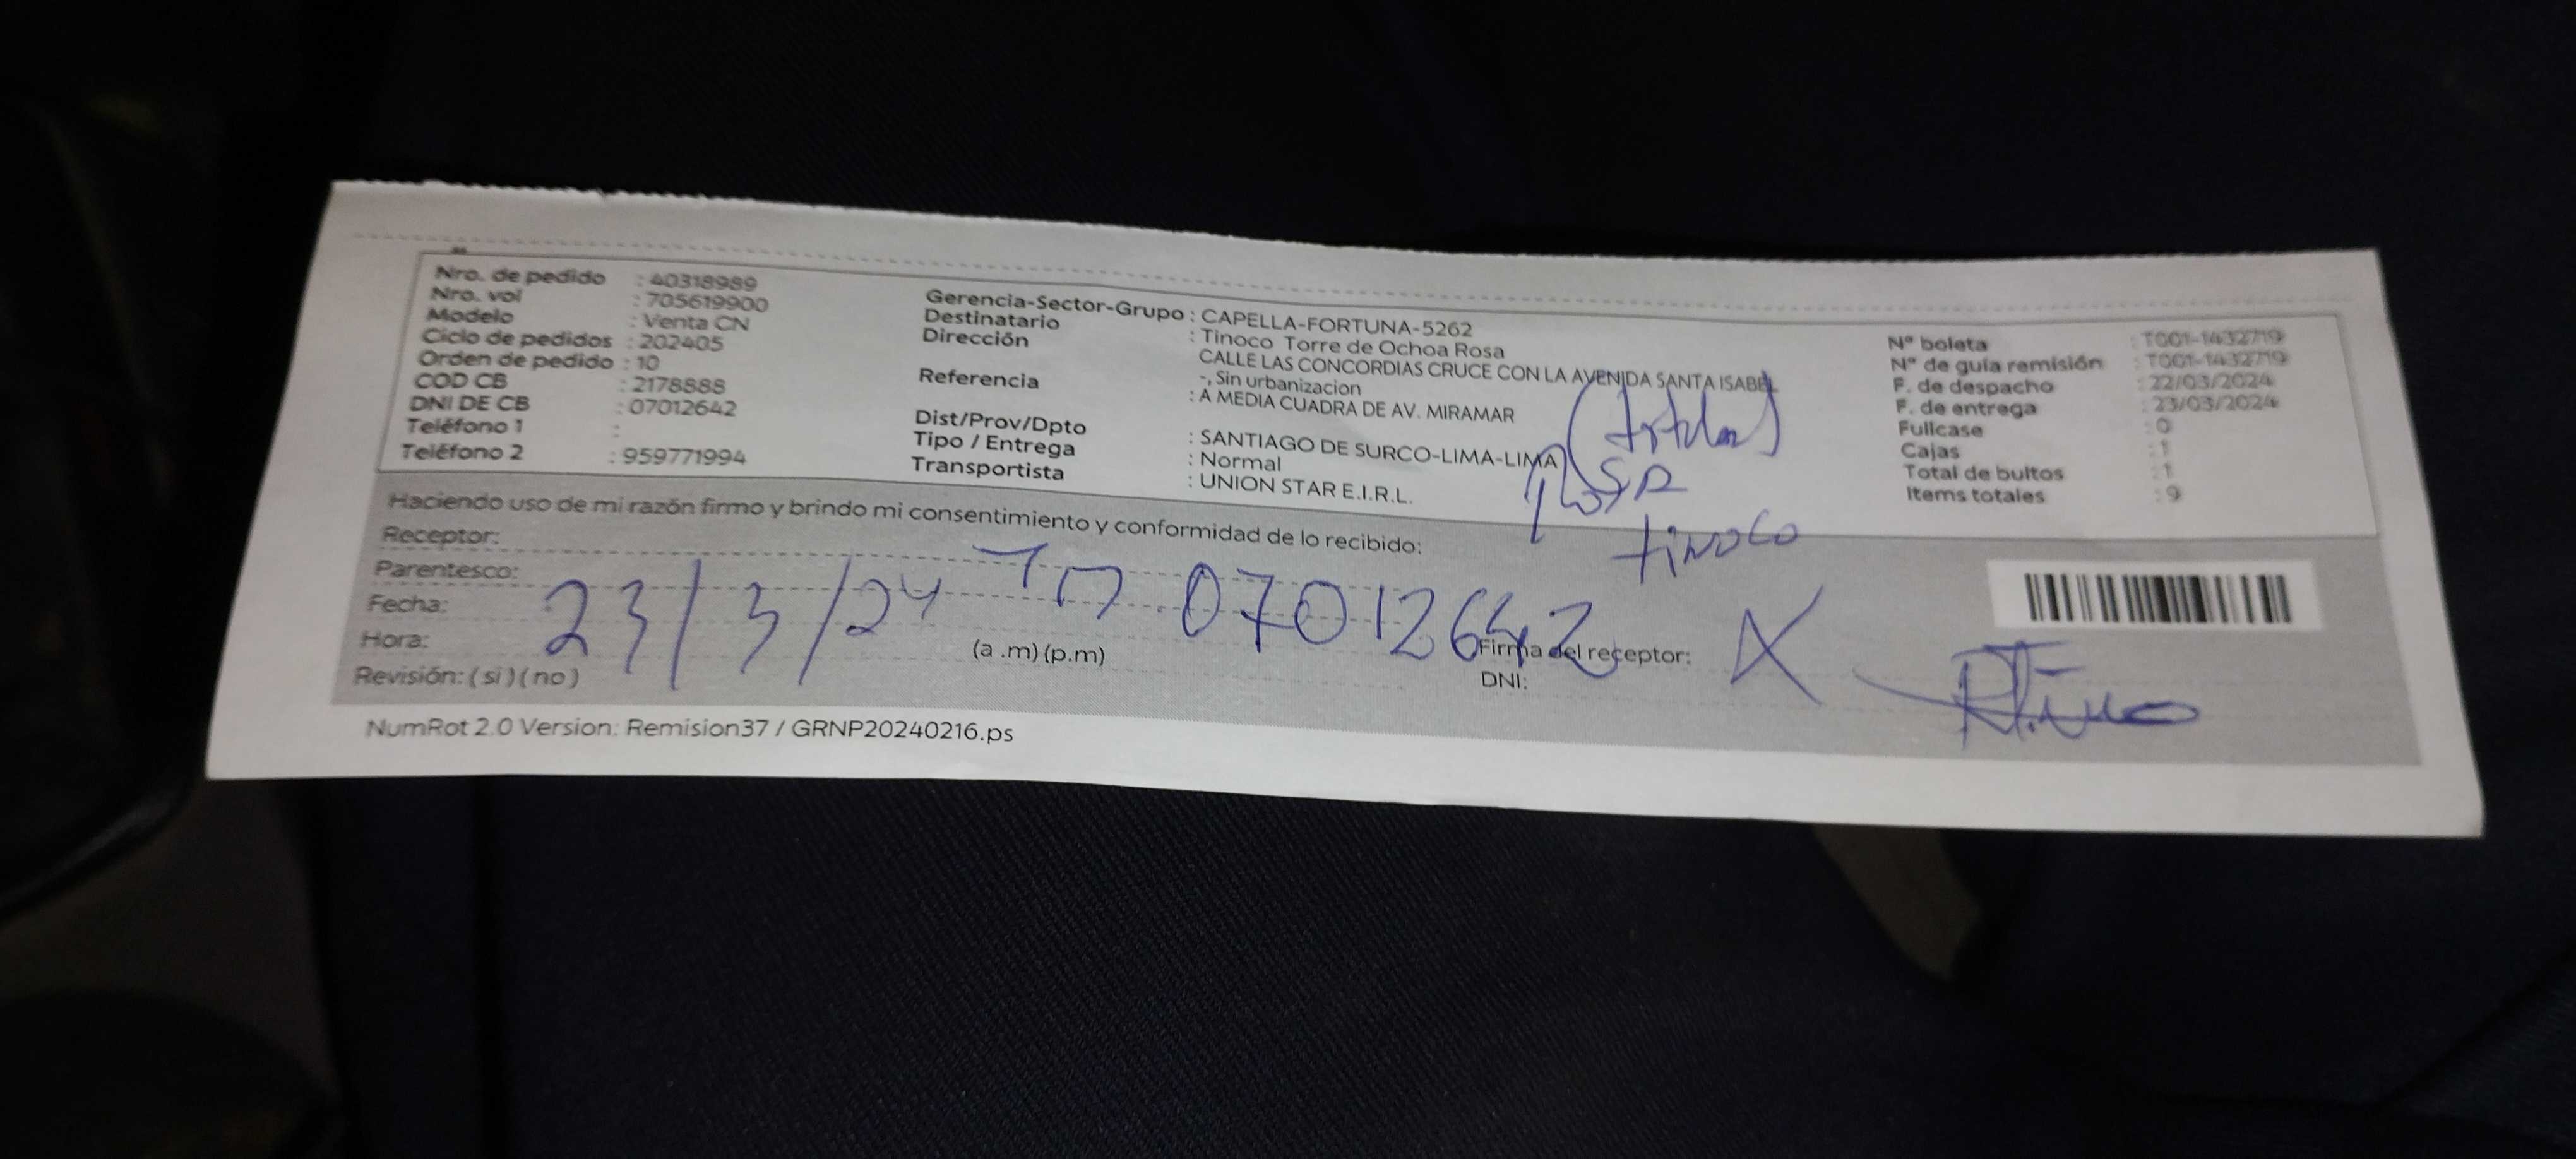 Nro. de pedido : 40318989
Nro. vol : 705619900
Modelo : Venta CN
Ciclo de pedidos : 202405
Orden de pedido : 10
COD CB : 2178888
DNI DE CB : 07012642
Teléfono 1 :
Teléfono 2 : 959771994
Gerencia-Sector-Grupo : CAPELLA-FORTUNA-5262
Destinatario : Tinoco Torre de Ochoa Rosa
Dirección CALLE LAS CONCORDIAS CRUCE CON LA AVENIDA SANTA ISABEL
-, Sin urbanizacion
Referencia : A MEDIA CUADRA DE AV. MIRAMAR
Dist/Prov/Dpto : SANTIAGO DE SURCO-LIMA-LIMA
Tipo / Entrega : Normal
Transportista : UNION STAR E.I.R.L.
Nº boleta : T001-1432719
Nº de guía remisión : T001-1432719
F. de despacho : 22/03/2024
F. de entrega : 23/03/2024
Fullcase : 0
Cajas : 1
Total de bultos : 1
Items totales : 9
(titular)
Rosa
tinoco
Haciendo uso de mi razón firmo y brindo mi consentimiento y conformidad de lo recibido:
Receptor:
Parentesco:
Fecha: 23/3/24 07012642
Hora: (a .m) (p.m)
Revisión: ( si ) ( no )
Firma del receptor: X
DNI:
NumRot 2.0 Version: Remision37 / GRNP20240216.ps